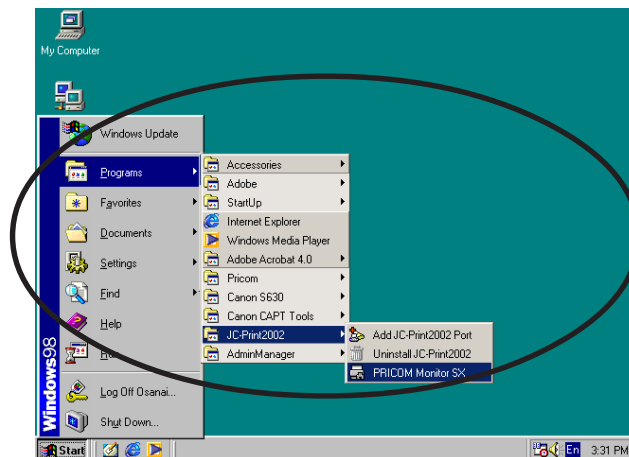 My Computer
Windows Update
Programs
Favorites
Documents
Settings
Find
Help
Log Off Osanai...
Shut Down...
Windows98
Accessories
Adobe
StartUp
Internet Explorer
Windows Media Player
Adobe Acrobat 4.0
Pricom
Canon S630
Canon CAPT Tools
JC-Print2002
AdminManager
Add JC-Print2002 Port
Uninstall JC-Print2002
PRICOM Monitor SX
Start
En
3:31 PM